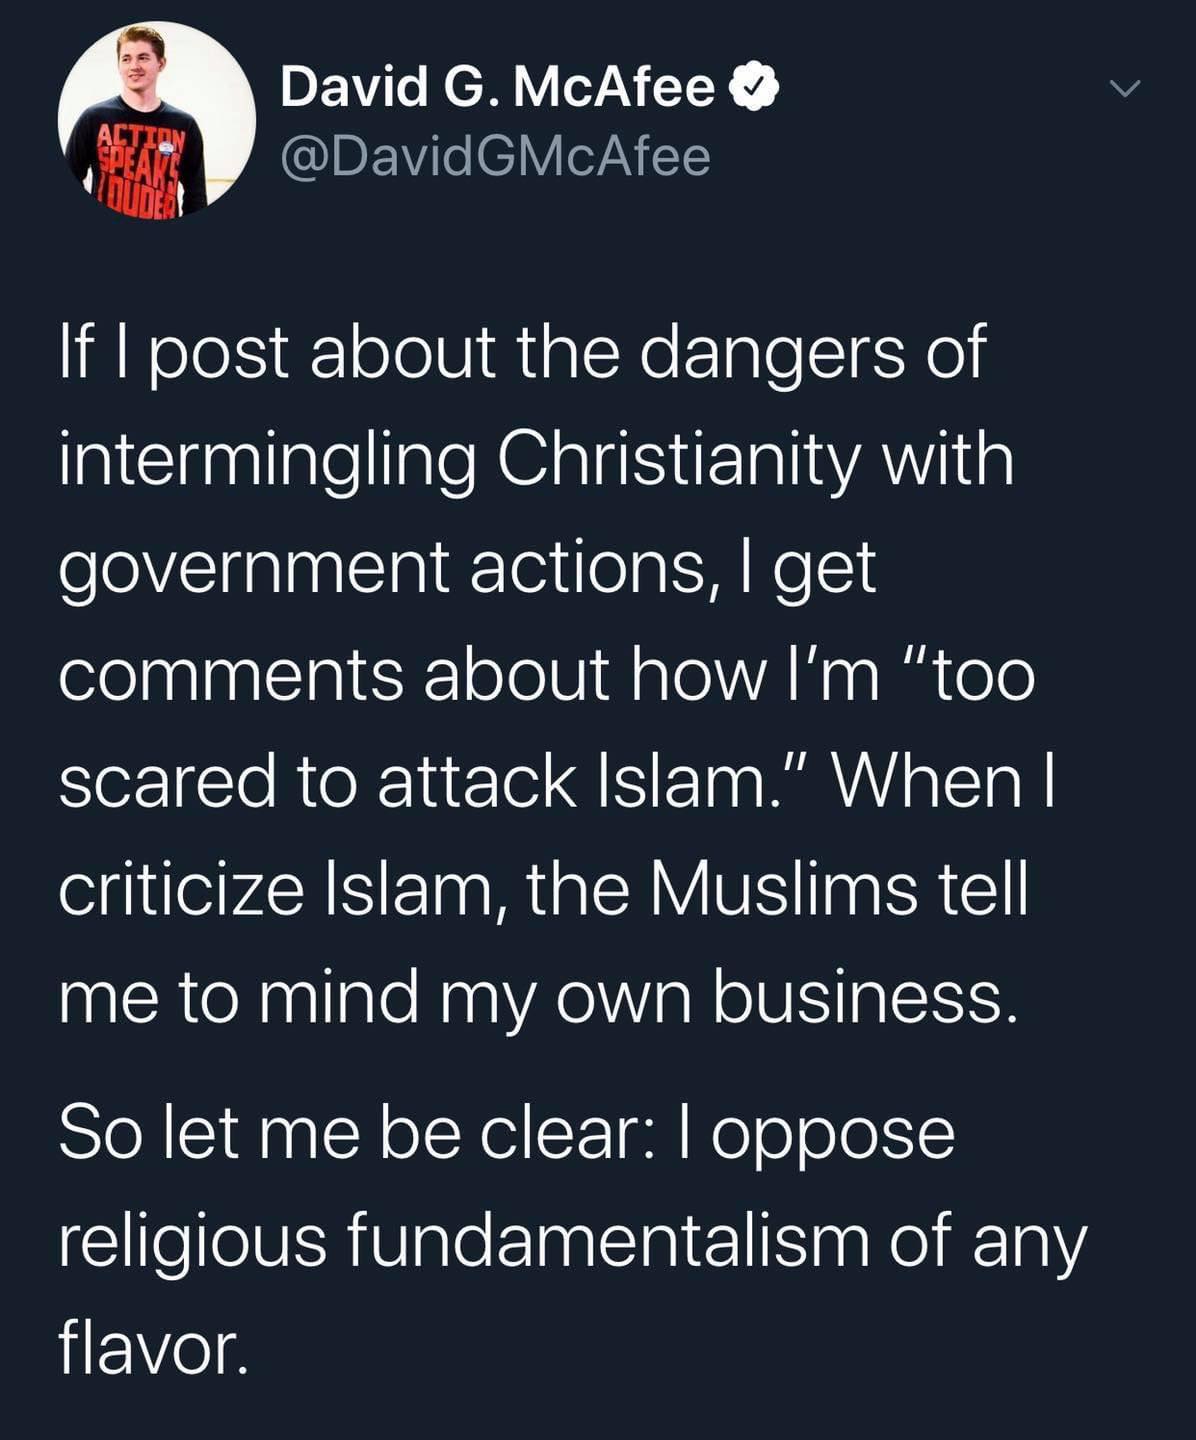 David G. McAfee
@DavidGMcAfee
ACTION
SPEAKS
LOUDER
If I post about the dangers of
intermingling Christianity with
government actions, I get
comments about how I’m “too
scared to attack Islam.” When I
criticize Islam, the Muslims tell
me to mind my own business.
So let me be clear: I oppose
religious fundamentalism of any
flavor.